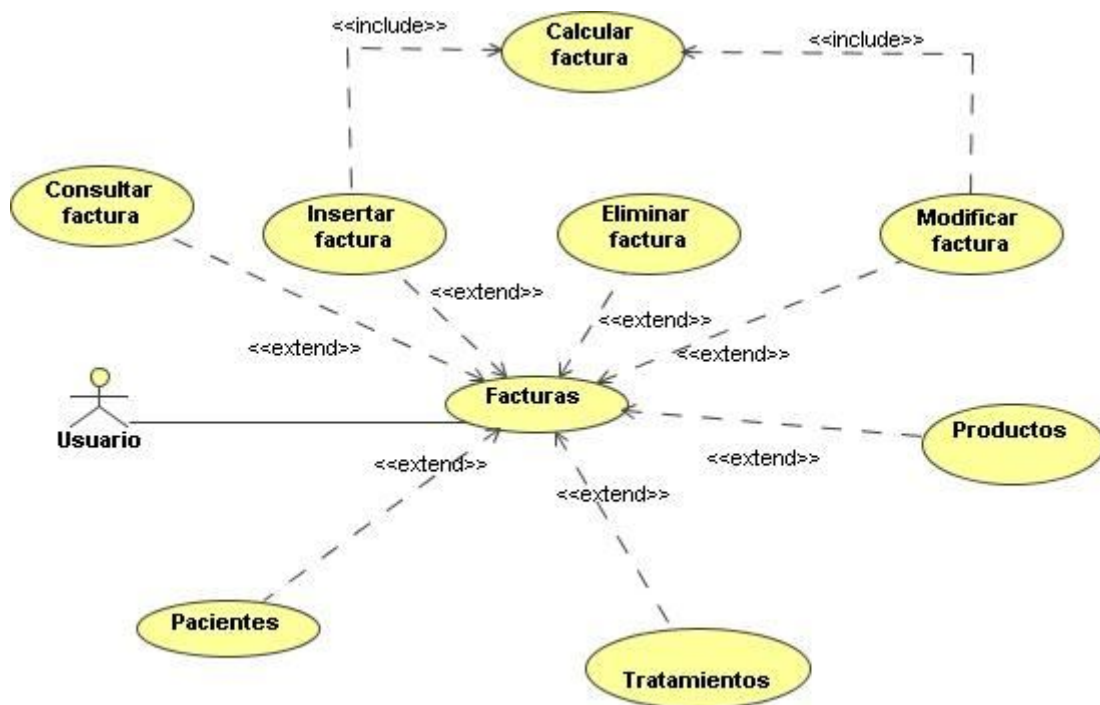 <<include>>
Calcular
factura
<<include>>
Consultar
factura
Insertar
factura
Eliminar
factura
Modificar
factura
<<extend>>
<<extend>>
<<extend>>
<<extend>>
Facturas
Usuario
Productos
<<extend>>
<<extend>>
<<extend>>
Pacientes
Tratamientos